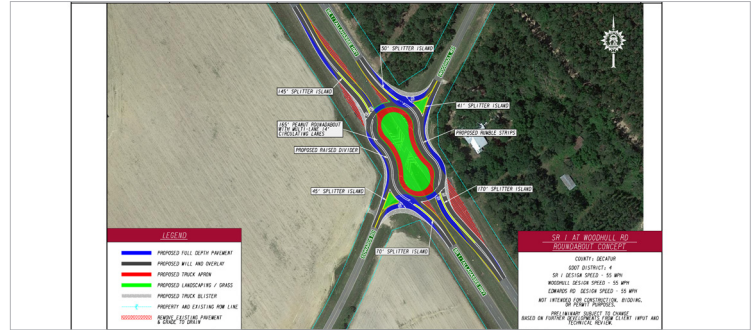 50' SPLITTER ISLAND
145' SPLITTER ISLAND
41' SPLITTER ISLAND
165' PEANUT ROUNDABOUT
WITH MULTI-LANE 14'
CIRCULATING LANES
PROPOSED RUMBLE STRIPS
PROPOSED RAISED DIVIDER
45' SPLITTER ISLAND
170' SPLITTER ISLAND
70' SPLITTER ISLAND
LEGEND
PROPOSED FULL DEPTH PAVEMENT
PROPOSED MILL AND OVERLAY
PROPOSED TRUCK APRON
PROPOSED LANDSCAPING / GRASS
PROPOSED TRUCK BLISTER
PROPERTY AND EXISTING ROW LINE
REMOVE EXISTING PAVEMENT
& GRADE TO DRAIN
SR 1 AT WOODHULL RD
ROUNDABOUT CONCEPT
COUNTY: DECATUR
GDOT DISTRICT: 4
SR 1 DESIGN SPEED - 55 MPH
WOODHULL DESIGN SPEED - 55 MPH
EDWARDS RD DESIGN SPEED - 55 MPH
NOT INTENDED FOR CONSTRUCTION, BIDDING,
OR PERMIT PURPOSES.
PRELIMINARY SUBJECT TO CHANGE
BASED ON FURTHER DEVELOPMENTS FROM CLIENT INPUT AND
TECHNICAL REVIEW.